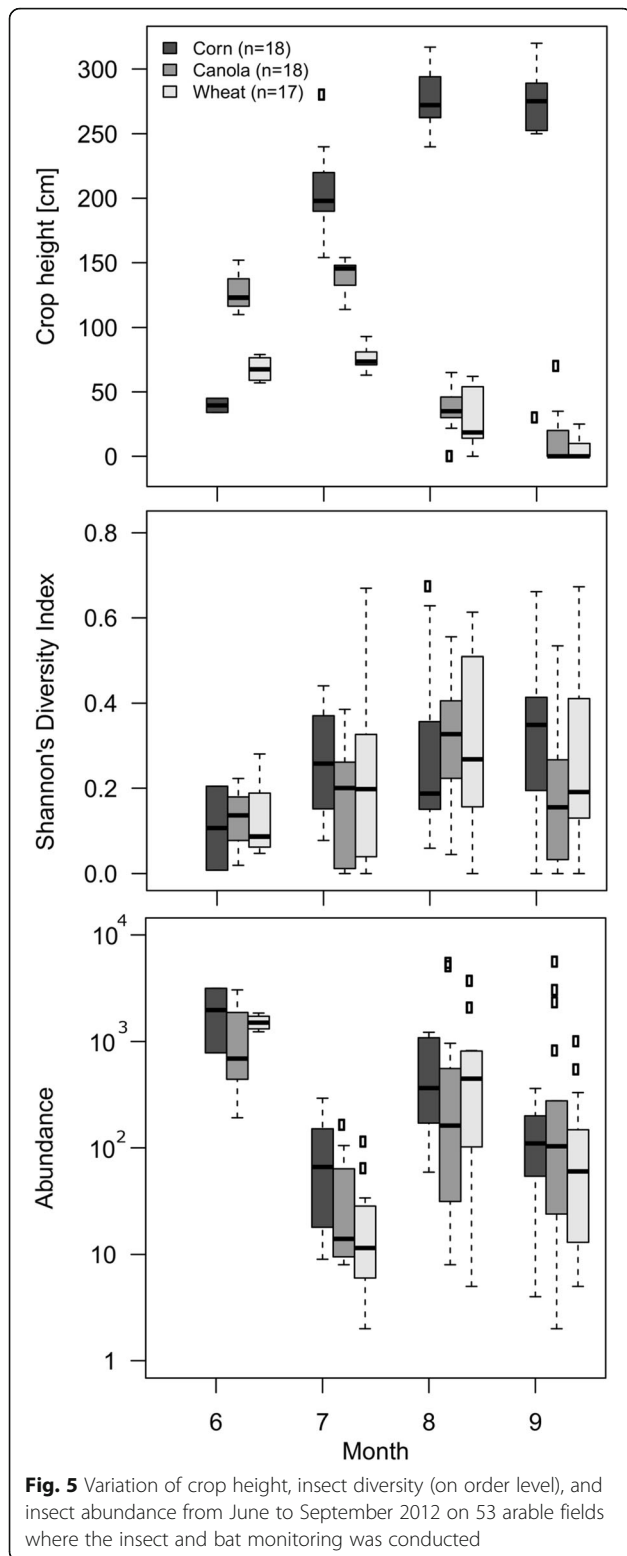 Corn (n=18)
Canola (n=18)
Wheat (n=17)
Crop height [cm]
300
250
200
150
100
50
0
Shannon's Diversity Index
0.8
0.6
0.4
0.2
0.0
Abundance
10^4
10^3
10^2
10
1
6 7 8 9
Month
Fig. 5 Variation of crop height, insect diversity (on order level), and
insect abundance from June to September 2012 on 53 arable fields
where the insect and bat monitoring was conducted